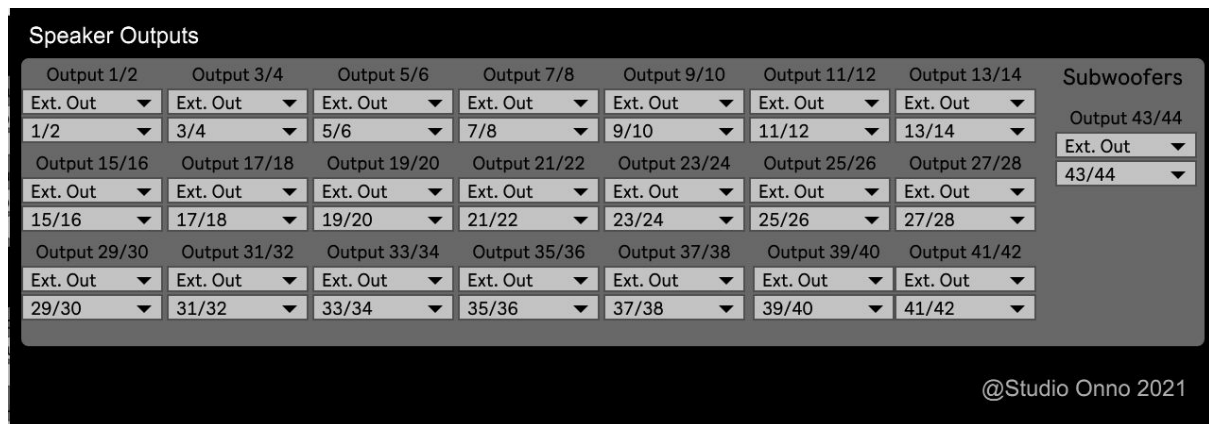 Speaker Outputs
Output 1/2 Output 3/4 Output 5/6 Output 7/8 Output 9/10 Output 11/12 Output 13/14
Ext. Out Ext. Out Ext. Out Ext. Out Ext. Out Ext. Out Ext. Out
1/2 3/4 5/6 7/8 9/10 11/12 13/14
Output 15/16 Output 17/18 Output 19/20 Output 21/22 Output 23/24 Output 25/26 Output 27/28
Ext. Out Ext. Out Ext. Out Ext. Out Ext. Out Ext. Out Ext. Out
15/16 17/18 19/20 21/22 23/24 25/26 27/28
Output 29/30 Output 31/32 Output 33/34 Output 35/36 Output 37/38 Output 39/40 Output 41/42
Ext. Out Ext. Out Ext. Out Ext. Out Ext. Out Ext. Out Ext. Out
29/30 31/32 33/34 35/36 37/38 39/40 41/42
Subwoofers
Output 43/44
Ext. Out
43/44
@Studio Onno 2021